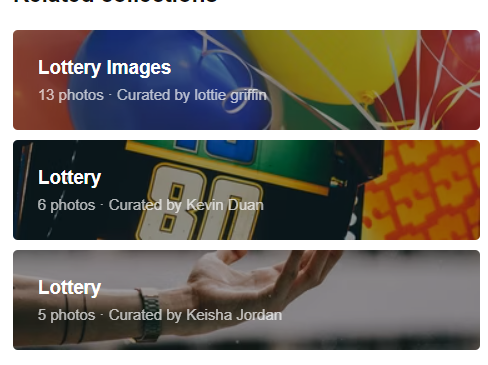 Related collections
Lottery Images
13 photos · Curated by lottie griffin
80
Lottery
6 photos · Curated by Kevin Duan
Lottery
5 photos · Curated by Keisha Jordan